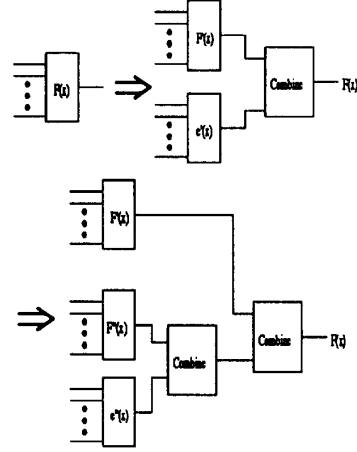 F'(x)
F(x)
Combine
F(x)
e'(x)
F'(x)
F''(x)
Combine
Combine
F(x)
e''(x)